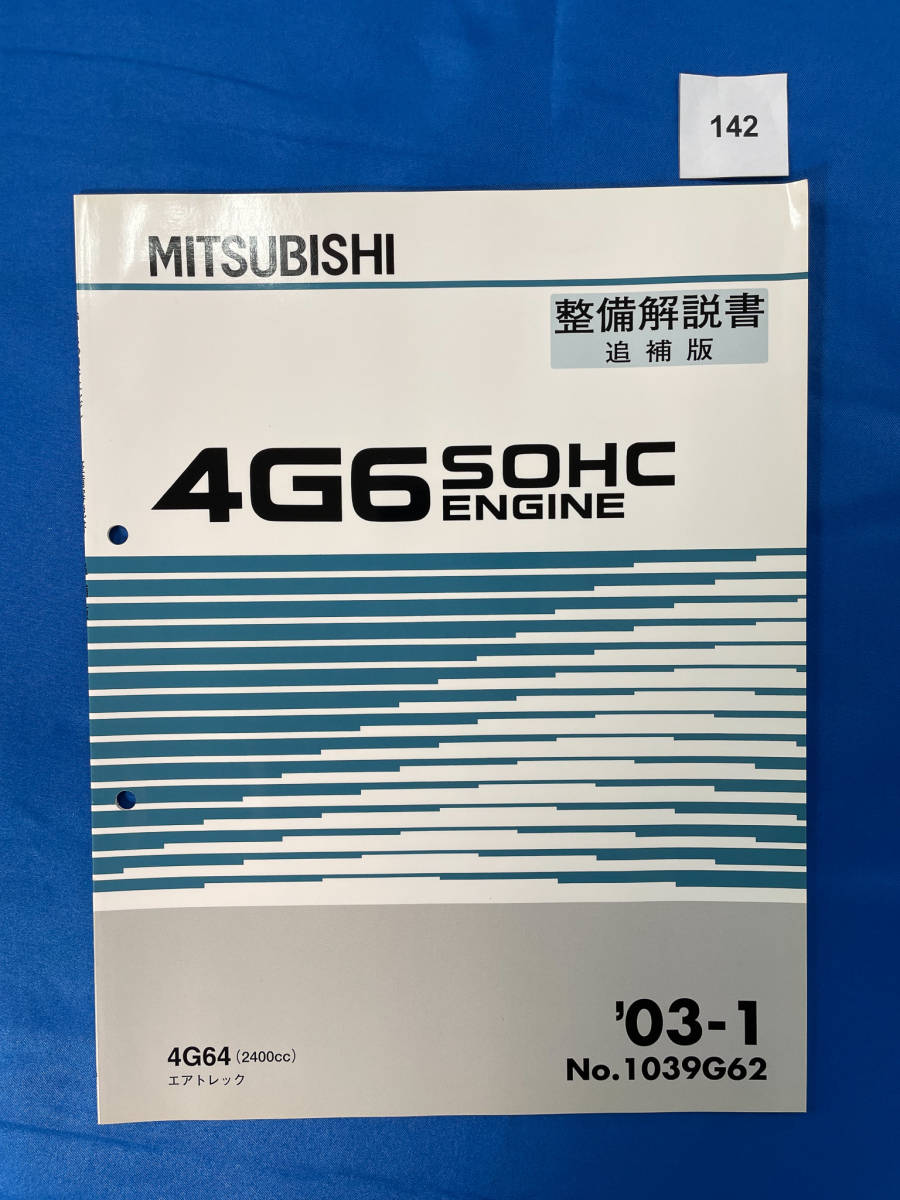 142
MITSUBISHI
整備解説書
追補版
4G6 SOHC
ENGINE
'03-1
No.1039G62
4G64 (2400cc)
エアトレック